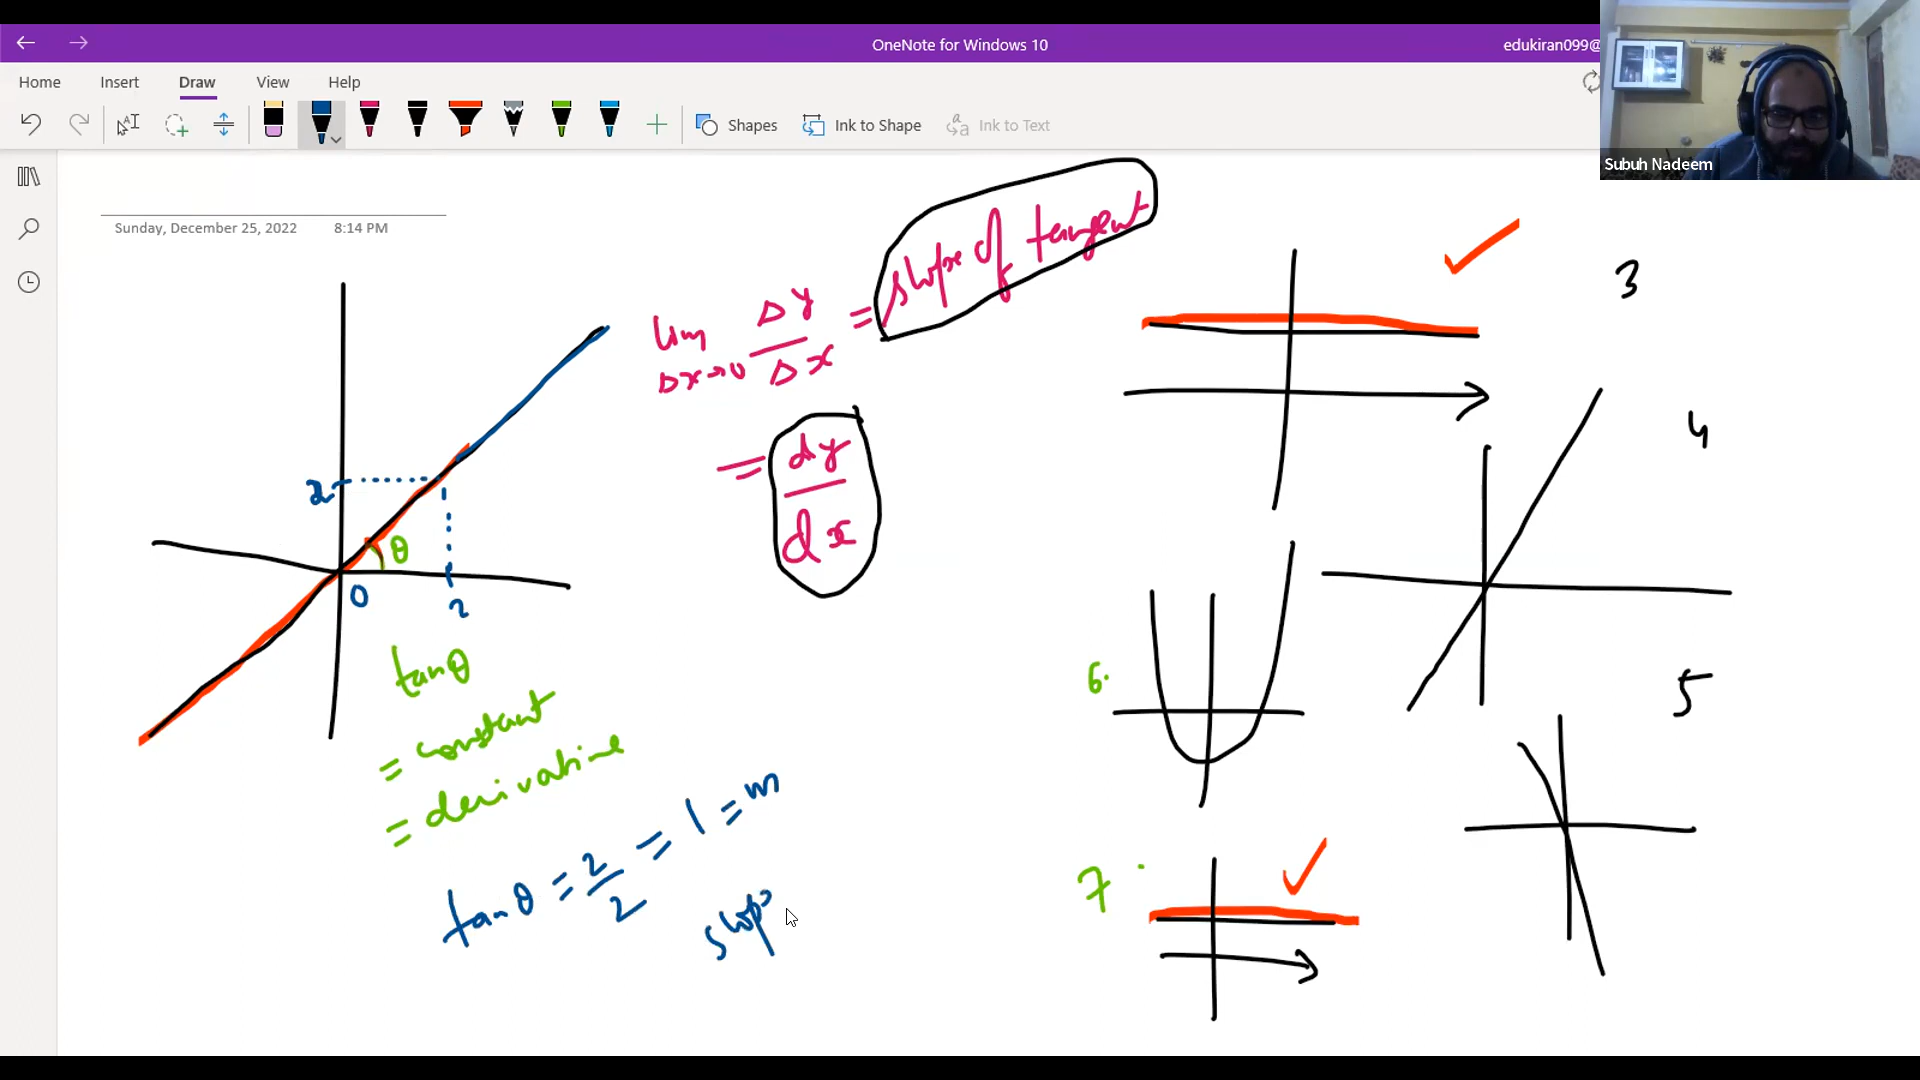 OneNote for Windows 10
edukiran099@
Home Insert Draw View Help
Shapes Ink to Shape Ink to Text
Subuh Nadeem
Sunday, December 25, 2022 8:14 PM
lim Δx→0 Δy/Δx = slope of tangent
= dy/dx
2
θ
0
2
tanθ
= constant
= derivative
tanθ = 2/2 = 1 = m
slop
3
4
5
6.
7.